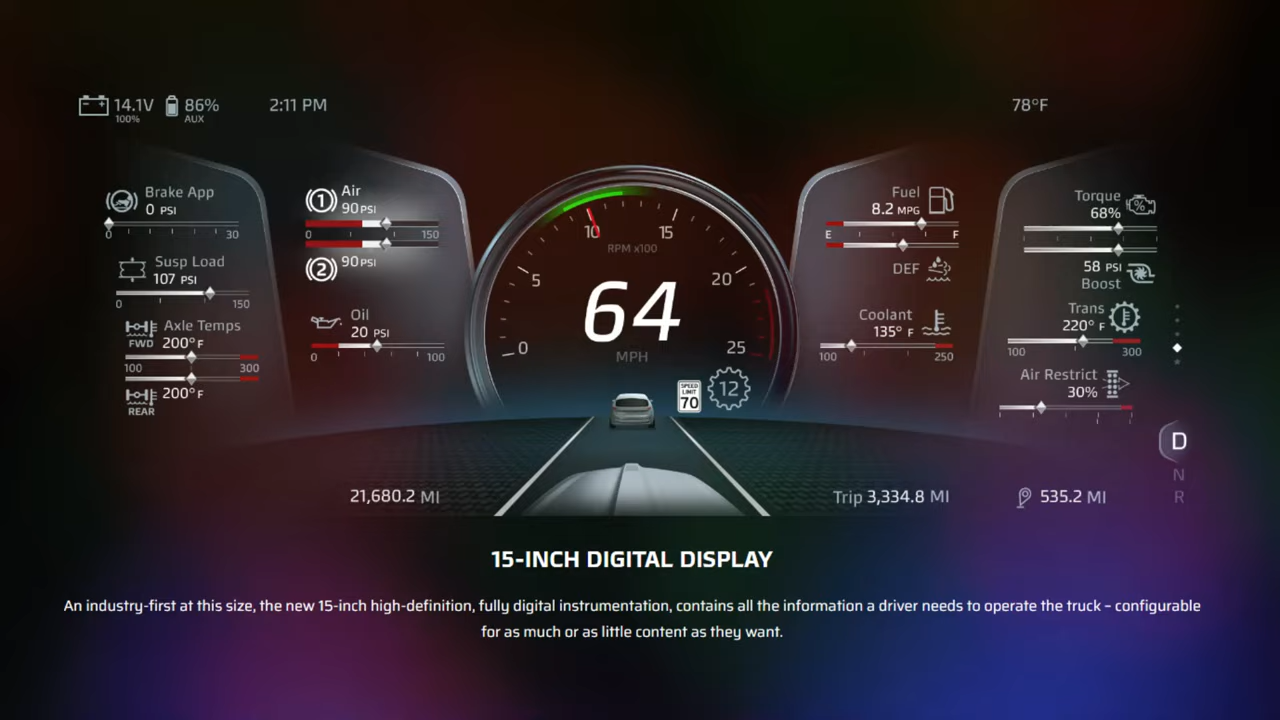 14.1V 86% 2:11 PM 78°F
100% AUX
Brake App
0 PSI
0 30
Susp Load
107 PSI
0 150
Axle Temps
FWD 200°F
100 300
200°F
REAR
1 Air
90 PSI
0 150
2 90 PSI
Oil
20 PSI
0 100
0 5 10 15 20 25
RPM x100
64
MPH
SPEED
LIMIT
70
12
Fuel
8.2 MPG
E F
DEF
Coolant
135° F
100 250
Torque
68%
%
58 PSI
Boost
Trans
220° F
100 300
Air Restrict
30%
D
N
R
21,680.2 MI Trip 3,334.8 MI 535.2 MI
15-INCH DIGITAL DISPLAY
An industry-first at this size, the new 15-inch high-definition, fully digital instrumentation, contains all the information a driver needs to operate the truck – configurable
for as much or as little content as they want.